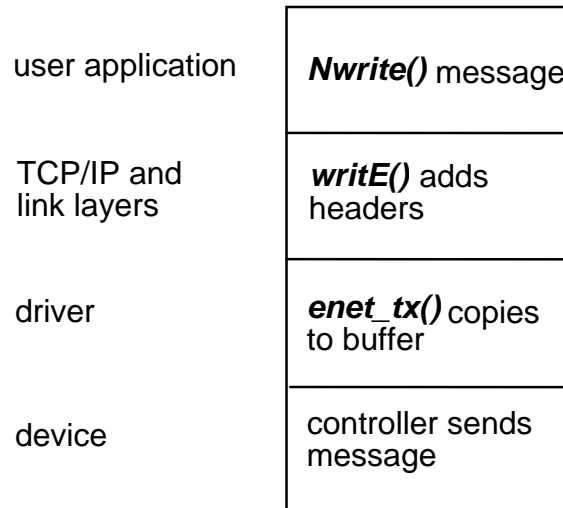 user application
Nwrite() message
TCP/IP and
link layers
writE() adds
headers
driver
enet_tx() copies
to buffer
device
controller sends
message